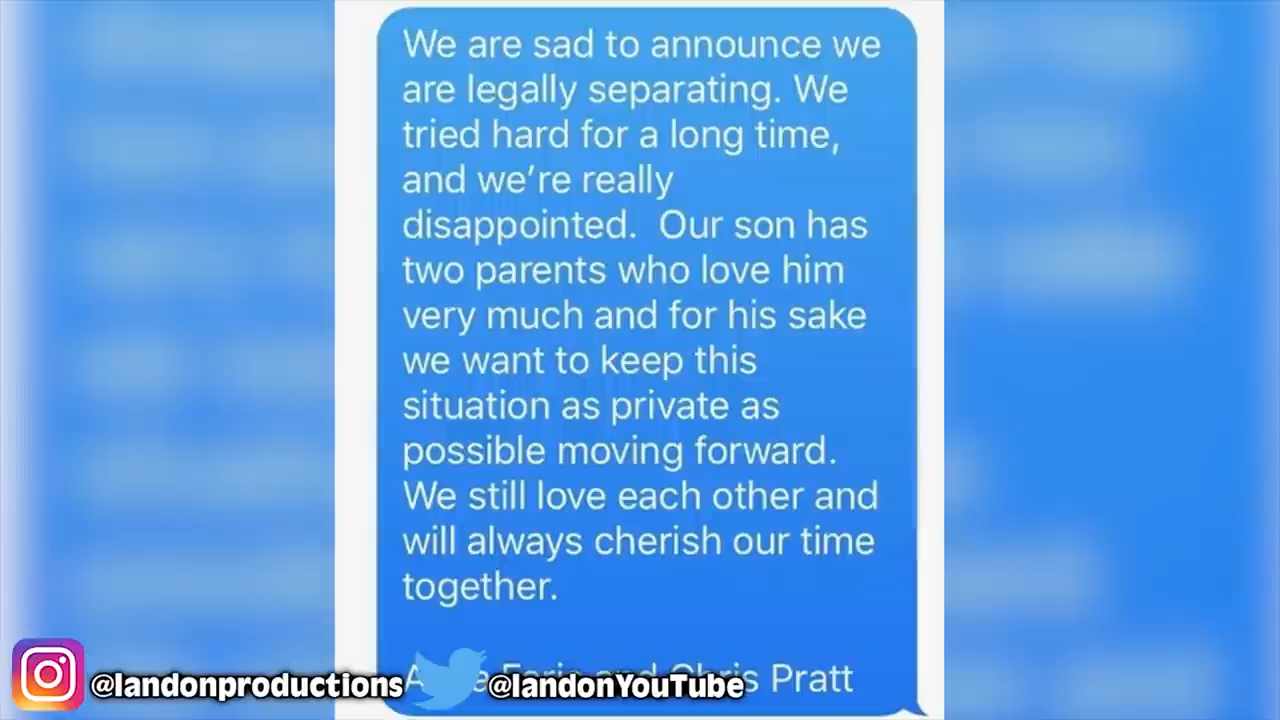 We are sad to announce we
are legally separating. We
tried hard for a long time,
and we're really
disappointed.  Our son has
two parents who love him
very much and for his sake
we want to keep this
situation as private as
possible moving forward.
We still love each other and
will always cherish our time
together.
Faris and Chris Pratt
@landonproductions
@landonYouTube